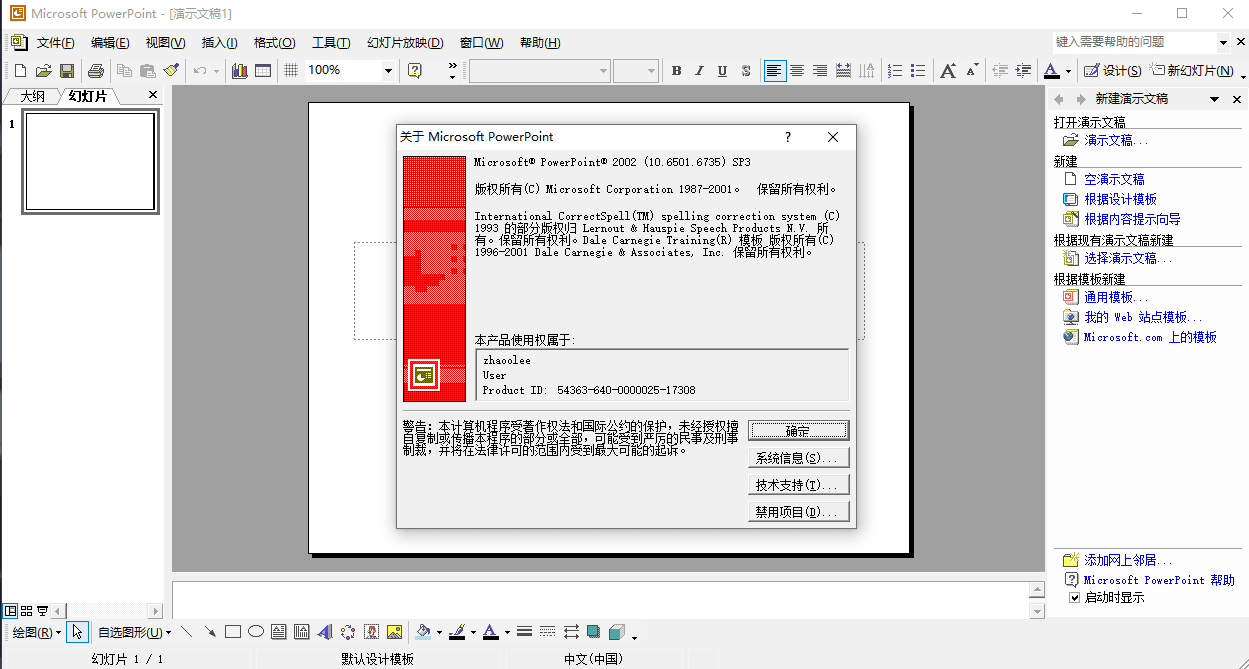 Microsoft PowerPoint - [演示文稿1]
文件(F) 编辑(E) 视图(V) 插入(I) 格式(O) 工具(T) 幻灯片放映(D) 窗口(W) 帮助(H) 键入需要帮助的问题
100% B I U S A A A 设计(S) 新幻灯片(N)
大纲 幻灯片
1
关于 Microsoft PowerPoint
Microsoft® PowerPoint® 2002 (10.6501.6735) SP3
版权所有(C) Microsoft Corporation 1987-2001。 保留所有权利。
International CorrectSpell(TM) spelling correction system (C)
1993 的部分版权归 Lernout & Hauspie Speech Products N.V. 所
有。保留所有权利。Dale Carnegie Training(R) 模板 版权所有(C)
1996-2001 Dale Carnegie & Associates, Inc. 保留所有权利。
本产品使用权属于:
zhaoolee
User
Product ID: 54363-640-0000025-17308
警告: 本计算机程序受著作权法和国际公约的保护，未经授权擅
自复制或传播本程序的部分或全部，可能受到严厉的民事及刑事
制裁，并将在法律许可的范围内受到最大可能的起诉。
确定
系统信息(S)...
技术支持(T)...
禁用项目(D)...
新建演示文稿
打开演示文稿
演示文稿...
新建
空演示文稿
根据设计模板
根据内容提示向导
根据现有演示文稿新建
选择演示文稿...
根据模板新建
通用模板...
我的 Web 站点模板...
Microsoft.com 上的模板
添加网上邻居...
Microsoft PowerPoint 帮助
启动时显示
绘图(R) 自选图形(U)
幻灯片 1 / 1 默认设计模板 中文(中国)